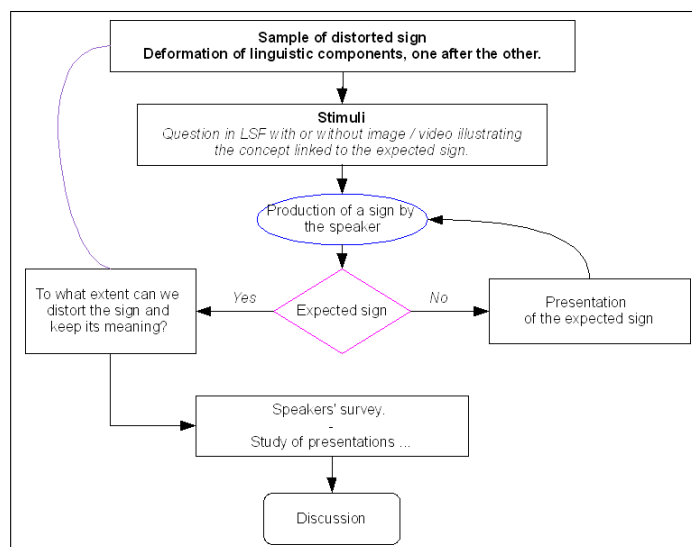 Sample of distorted sign
Deformation of linguistic components, one after the other.
Stimuli
Question in LSF with or without image / video illustrating
the concept linked to the expected sign.
Production of a sign by
the speaker
To what extent can we
distort the sign and
keep its meaning?
Yes
Expected sign
No
Presentation
of the expected sign
Speakers' survey.
-
Study of presentations ...
Discussion